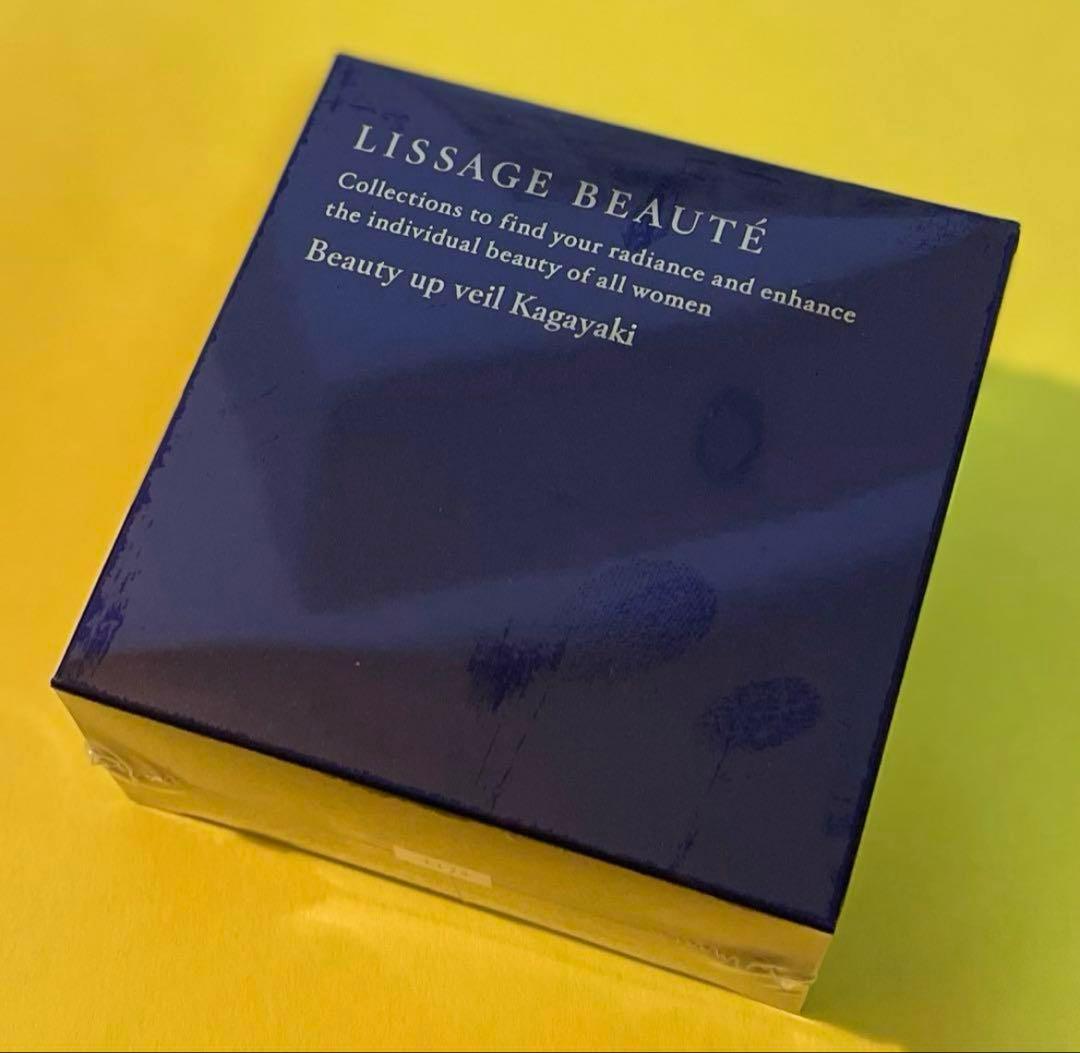 LISSAGE BEAUTÉ
Collections to find your radiance and enhance
the individual beauty of all women
Beauty up veil Kagayaki